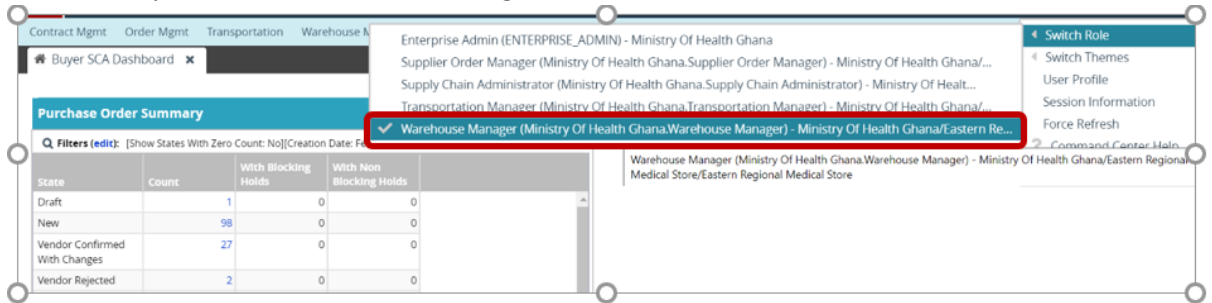 Contract Mgmt Order Mgmt Transportation Warehouse M
Buyer SCA Dashboard ×
Enterprise Admin (ENTERPRISE_ADMIN) - Ministry Of Health Ghana
Supplier Order Manager (Ministry Of Health Ghana.Supplier Order Manager) - Ministry Of Health Ghana/...
Supply Chain Administrator (Ministry Of Health Ghana.Supply Chain Administrator) - Ministry Of Healt...
Transportation Manager (Ministry Of Health Ghana.Transportation Manager) - Ministry Of Health Ghana/...
Warehouse Manager (Ministry Of Health Ghana.Warehouse Manager) - Ministry Of Health Ghana/Eastern Re...
Switch Role
Switch Themes
User Profile
Session Information
Force Refresh
Command Center Help
Warehouse Manager (Ministry Of Health Ghana.Warehouse Manager) - Ministry Of Health Ghana/Eastern Regional
Medical Store/Eastern Regional Medical Store
Purchase Order Summary
Filters (edit): [Show States With Zero Count: No][Creation Date: Fe
State Count With Blocking Holds With Non Blocking Holds
Draft 1 0 0
New 98 0 0
Vendor Confirmed With Changes 27 0 0
Vendor Rejected 2 0 0